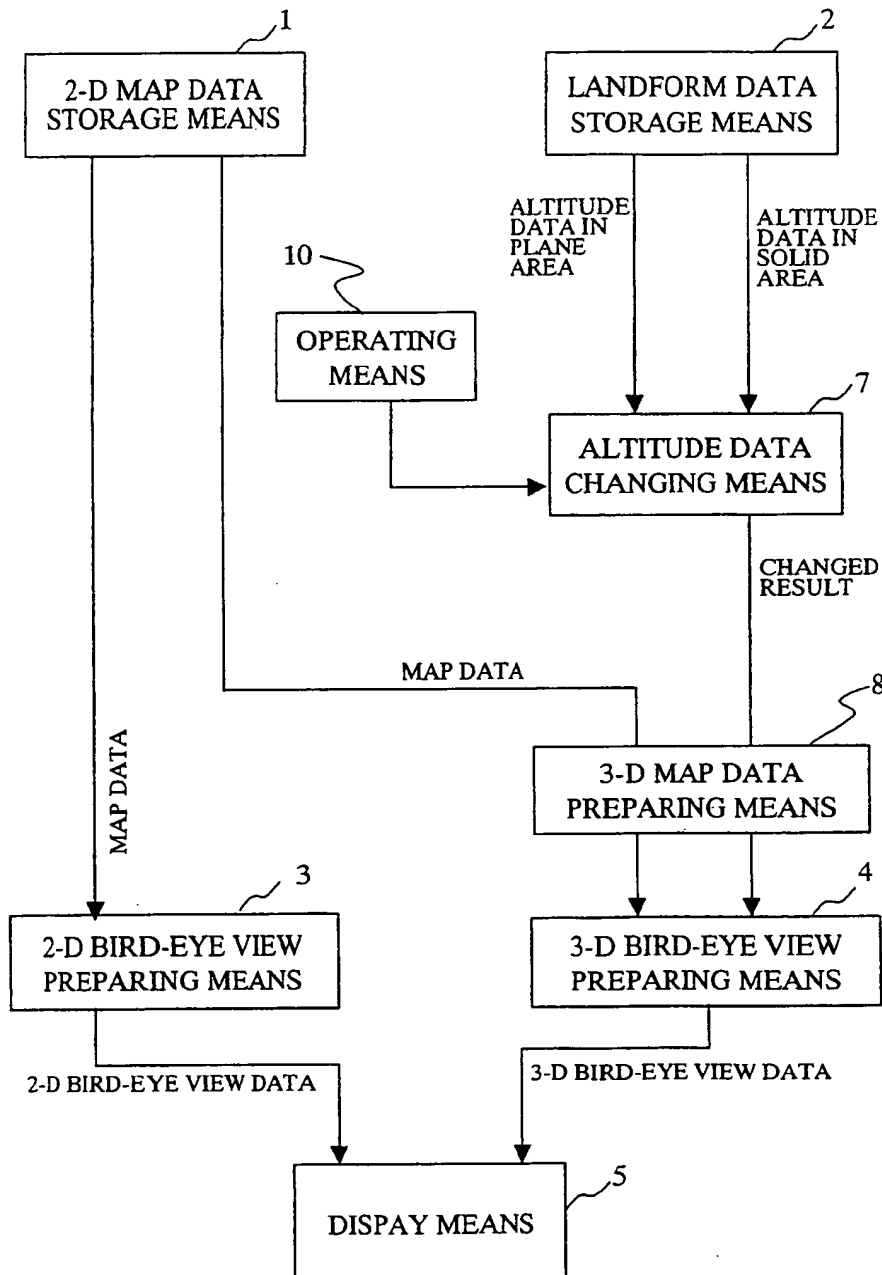 1
2-D MAP DATA
STORAGE MEANS
2
LANDFORM DATA
STORAGE MEANS
ALTITUDE
DATA IN
PLANE
AREA
ALTITUDE
DATA IN
SOLID
AREA
10
OPERATING
MEANS
7
ALTITUDE DATA
CHANGING MEANS
CHANGED
RESULT
MAP DATA
8
3-D MAP DATA
PREPARING MEANS
MAP DATA
3
2-D BIRD-EYE VIEW
PREPARING MEANS
4
3-D BIRD-EYE VIEW
PREPARING MEANS
2-D BIRD-EYE VIEW DATA
3-D BIRD-EYE VIEW DATA
5
DISPAY MEANS